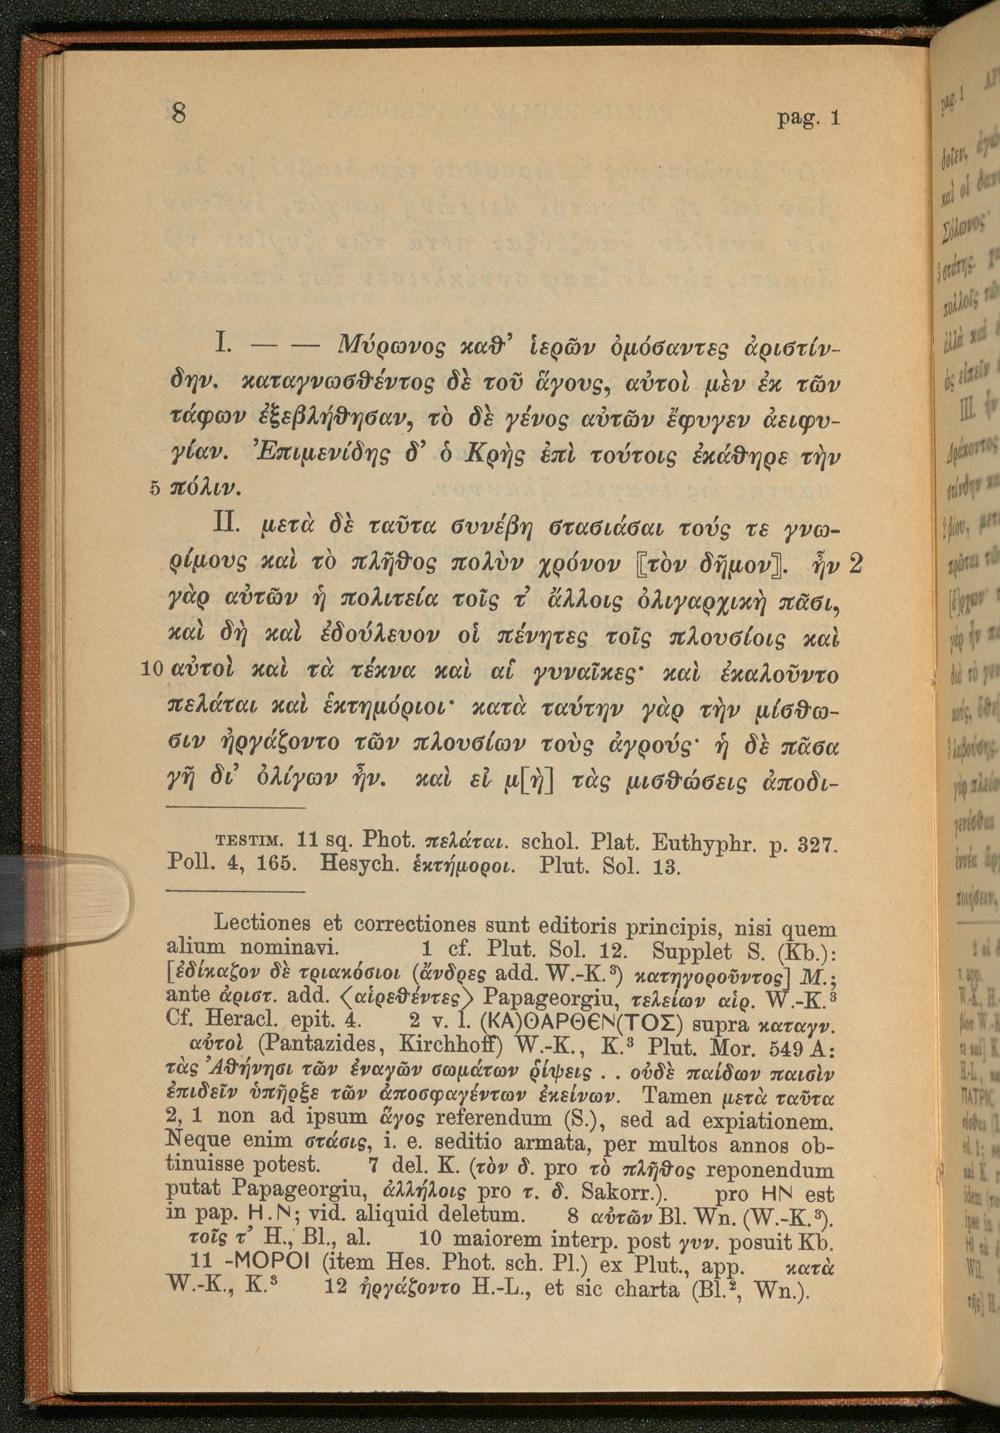 8 pag. 1
I. — — Μύρωνος καθ’ ἱερῶν ὀμόσαντες ἀριστίν-
δην. καταγνωσθέντος δὲ τοῦ ἅγους, αὐτοὶ μὲν ἐκ τῶν
τάφων ἐξεβλήθησαν, τὸ δὲ γένος αὐτῶν ἔφυγεν ἀειφυ-
γίαν. Ἐπιμενίδης δ’ ὁ Κρὴς ἐπὶ τούτοις ἐκάθηρε τὴν
5 πόλιν.
II. μετὰ δὲ ταῦτα συνέβη στασιάσαι τούς τε γνω-
ρίμους καὶ τὸ πλῆθος πολὺν χρόνον ⟦τὸν δῆμον⟧. ἦν 2
γὰρ αὐτῶν ἡ πολιτεία τοῖς τ’ ἄλλοις ὀλιγαρχικὴ πᾶσι,
καὶ δὴ καὶ ἐδούλευον οἱ πένητες τοῖς πλουσίοις καὶ
10 αὐτοὶ καὶ τὰ τέκνα καὶ αἱ γυναῖκες· καὶ ἐκαλοῦντο
πελάται καὶ ἑκτημόριοι· κατὰ ταύτην γὰρ τὴν μίσθω-
σιν ἠργάζοντο τῶν πλουσίων τοὺς ἀγρούς· ἡ δὲ πᾶσα
γῆ δι’ ὀλίγων ἦν. καὶ εἰ μ[ὴ] τὰς μισθώσεις ἀποδι-
TESTIM. 11 sq. Phot. πελάται. schol. Plat. Euthyphr. p. 327.
Poll. 4, 165. Hesych. ἑκτήμοροι. Plut. Sol. 13.
Lectiones et correctiones sunt editoris principis, nisi quem
alium nominavi. 1 cf. Plut. Sol. 12. Supplet S. (Kb.):
[ἐδίκαζον δὲ τριακόσιοι (ἄνδρες add. W.-K.³) κατηγοροῦντος] Μ.;
ante ἀριστ. add. ⟨αἱρεθέντες⟩ Papageorgiu, τελείων αἱρ. W.-K.³
Cf. Heracl. epit. 4. 2 v. l. (ΚΑ)ΘΑΡΘΕΝ(ΤΟΣ) supra καταγν.
αὐτοὶ (Pantazides, Kirchhoff) W.-K., K.³ Plut. Mor. 549 A:
τὰς Ἀθήνησι τῶν ἐναγῶν σωμάτων ῥίψεις . . οὐδὲ παίδων παισὶν
ἐπιδεῖν ὑπῆρξε τῶν ἀποσφαγέντων ἐκείνων. Tamen μετὰ ταῦτα
2, 1 non ad ipsum ἅγος referendum (S.), sed ad expiationem.
Neque enim στάσις, i. e. seditio armata, per multos annos ob-
tinuisse potest. 7 del. K. (τὸν δ. pro τὸ πλῆθος reponendum
putat Papageorgiu, ἀλλήλοις pro τ. δ. Sakorr.). pro ΗΝ est
in pap. Η.Ν; vid. aliquid deletum. 8 αὐτῶν Bl. Wn. (W.-K.³).
τοῖς τ’ H., Bl., al. 10 maiorem interp. post γυν. posuit Kb.
11 -ΜΟΡΟΙ (item Hes. Phot. sch. Pl.) ex Plut., app. κατὰ
W.-K., K.³ 12 ἠργάζοντο H.-L., et sic charta (Bl.², Wn.).